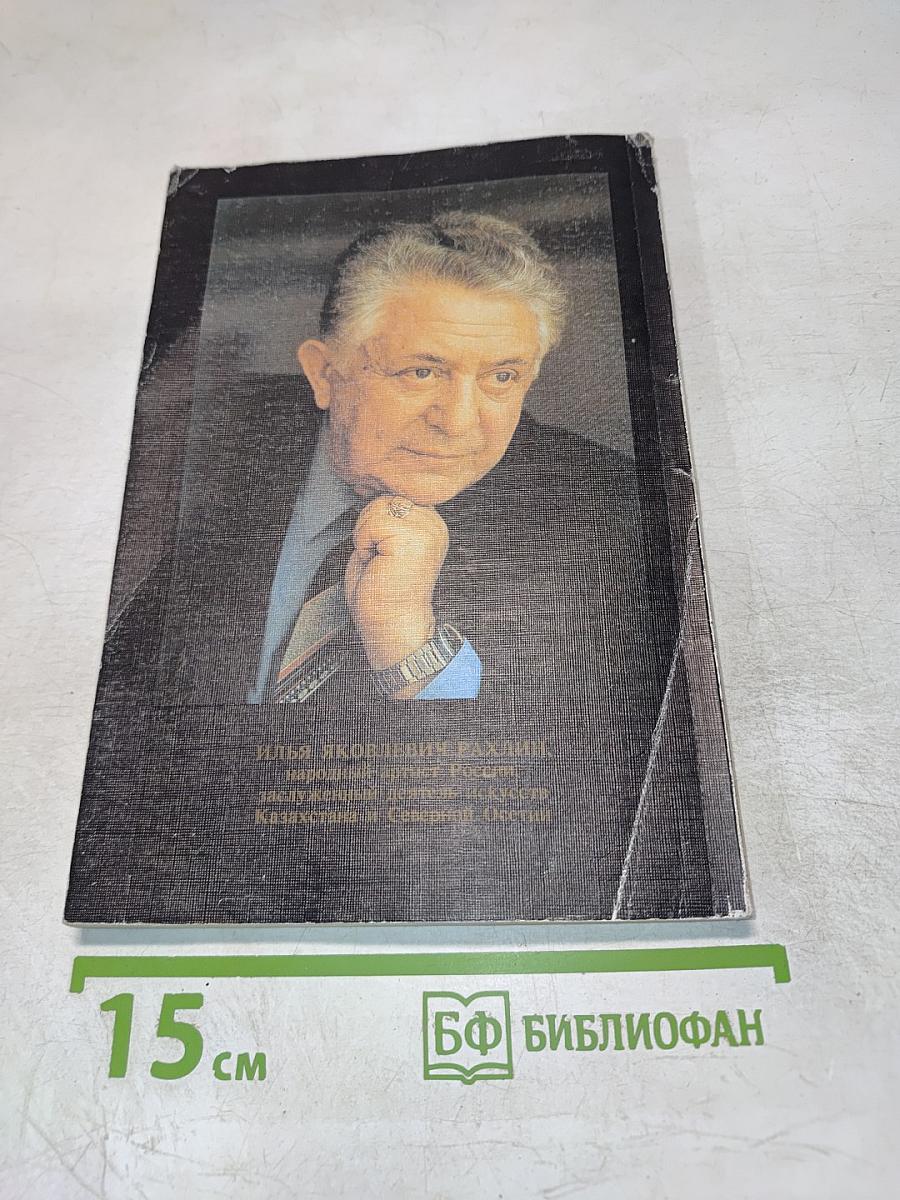 ИЛЬЯ ЯКОВЛЕВИЧ РАХЛИН,
народный артист России,
заслуженный деятель искусств
Казахстана и Северной Осетии
15 см
БФ БИБЛИОФАН